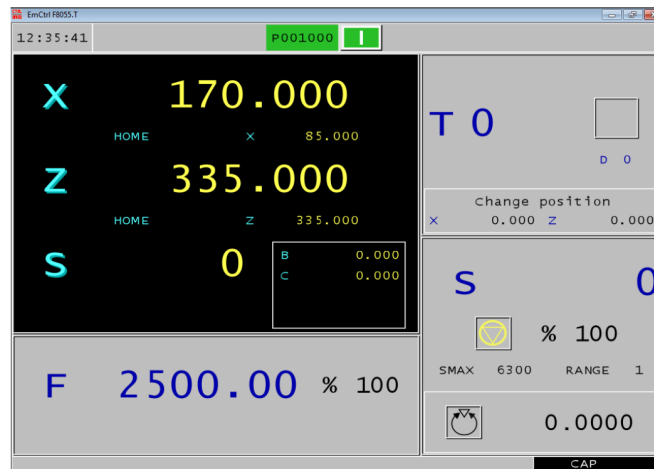 EmCtrl F8055.T
12:35:41 P001000
X 170.000
HOME X 85.000
Z 335.000
HOME Z 335.000
S 0
B 0.000
C 0.000
F 2500.00 % 100
T 0
D 0
Change position
X 0.000 Z 0.000
S 0
% 100
SMAX 6300 RANGE 1
0.0000
CAP